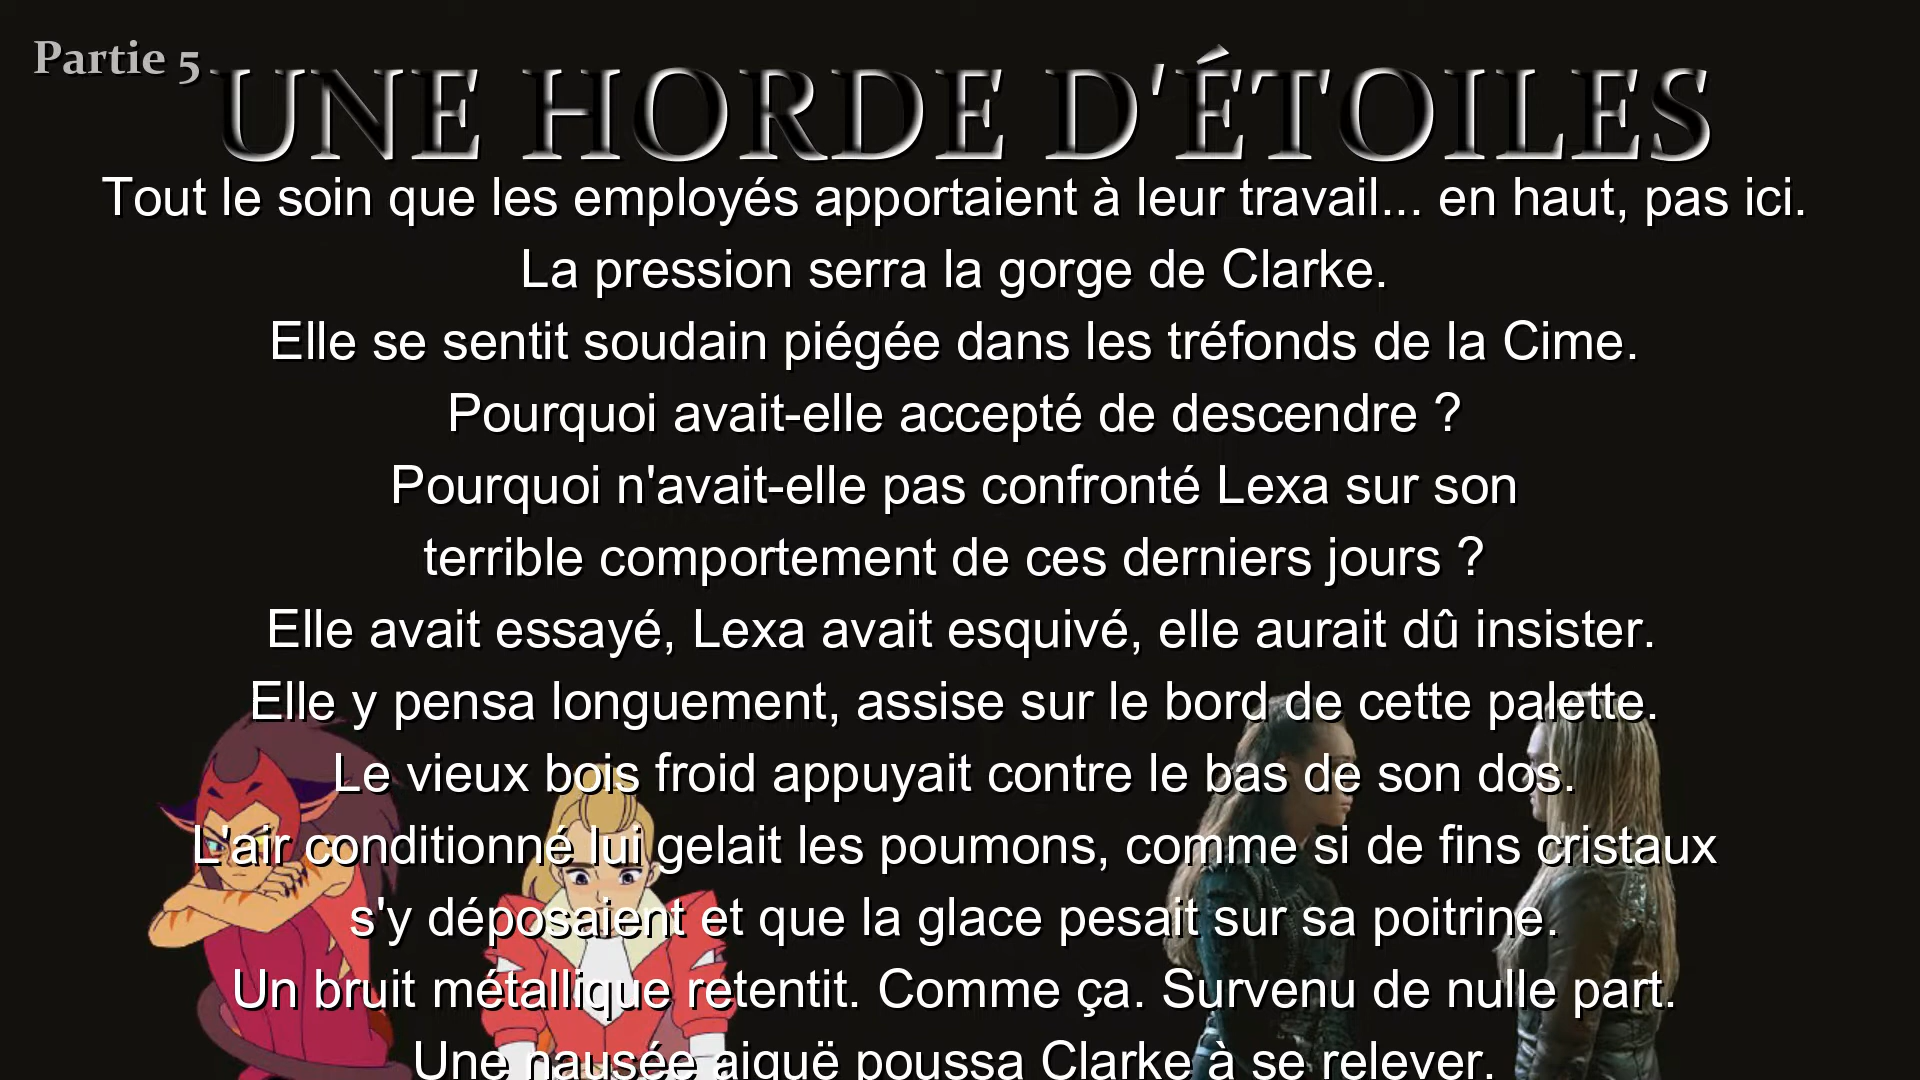 Partie 5
UNE HORDE D'ÉTOILES
Tout le soin que les employés apportaient à leur travail... en haut, pas ici.
La pression serra la gorge de Clarke.
Elle se sentit soudain piégée dans les tréfonds de la Cime.
Pourquoi avait-elle accepté de descendre ?
Pourquoi n'avait-elle pas confronté Lexa sur son
terrible comportement de ces derniers jours ?
Elle avait essayé, Lexa avait esquivé, elle aurait dû insister.
Elle y pensa longuement, assise sur le bord de cette palette.
Le vieux bois froid appuyait contre le bas de son dos.
L'air conditionné lui gelait les poumons, comme si de fins cristaux
s'y déposaient et que la glace pesait sur sa poitrine.
Un bruit métallique retentit. Comme ça. Survenu de nulle part.
Une nausée aiguë poussa Clarke à se relever.